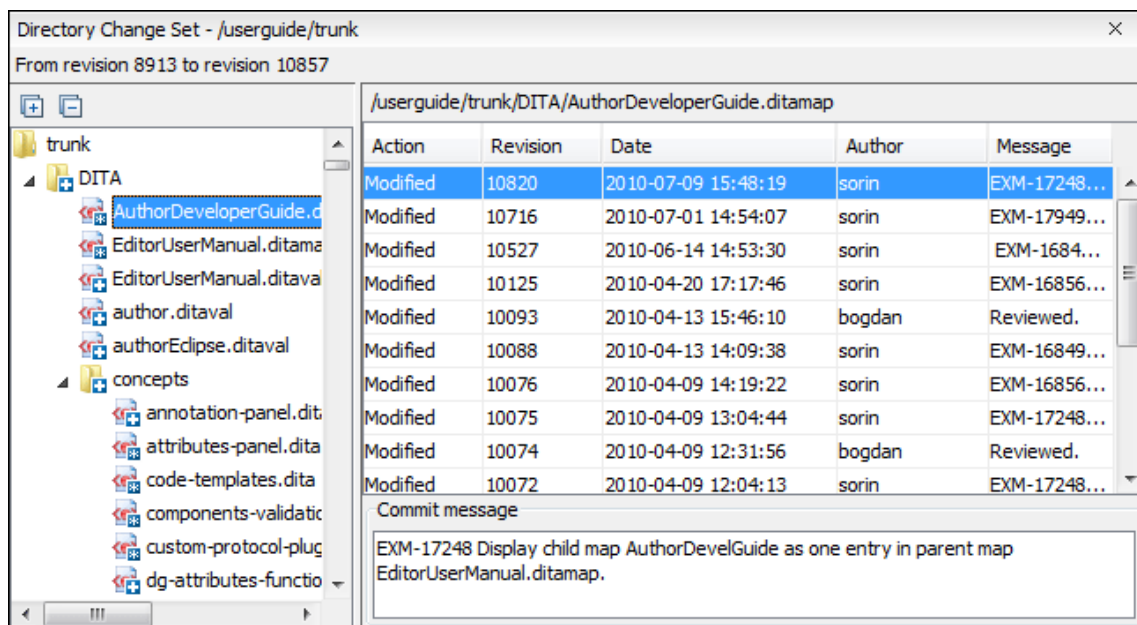 Directory Change Set - /userguide/trunk
From revision 8913 to revision 10857
trunk
DITA
AuthorDeveloperGuide.d
EditorUserManual.ditama
EditorUserManual.ditava
author.ditaval
authorEclipse.ditaval
concepts
annotation-panel.dita
attributes-panel.dita
code-templates.dita
components-validatio
custom-protocol-plug
dg-attributes-functio
/userguide/trunk/DITA/AuthorDeveloperGuide.ditamap
Action Revision Date Author Message
Modified 10820 2010-07-09 15:48:19 sorin EXM-17248...
Modified 10716 2010-07-01 14:54:07 sorin EXM-17949...
Modified 10527 2010-06-14 14:53:30 sorin EXM-1684...
Modified 10125 2010-04-20 17:17:46 sorin EXM-16856...
Modified 10093 2010-04-13 15:46:10 bogdan Reviewed.
Modified 10088 2010-04-13 14:09:38 sorin EXM-16849...
Modified 10076 2010-04-09 14:19:22 sorin EXM-16856...
Modified 10075 2010-04-09 13:04:44 sorin EXM-17248...
Modified 10074 2010-04-09 12:31:56 bogdan Reviewed.
Modified 10072 2010-04-09 12:04:13 sorin EXM-17248...
Commit message
EXM-17248 Display child map AuthorDevelGuide as one entry in parent map
EditorUserManual.ditamap.